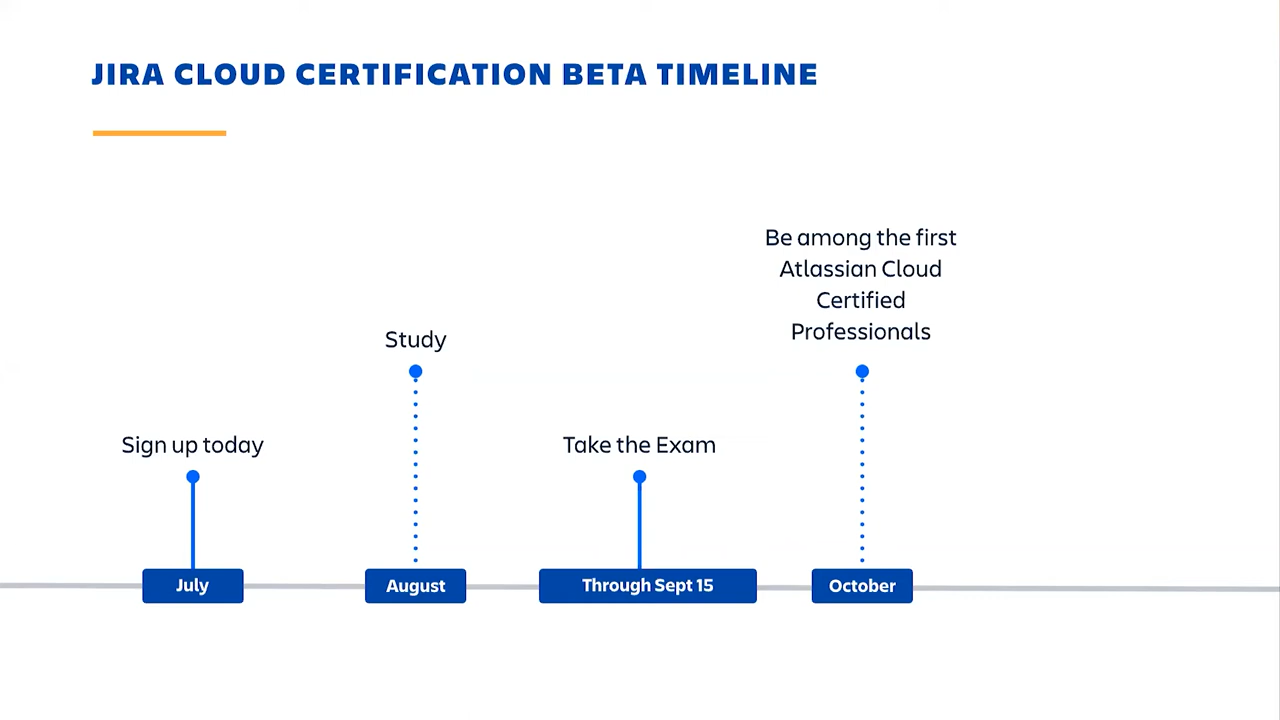 JIRA CLOUD CERTIFICATION BETA TIMELINE
Be among the first
Atlassian Cloud
Certified
Professionals
Study
Sign up today
Take the Exam
July
August
Through Sept 15
October